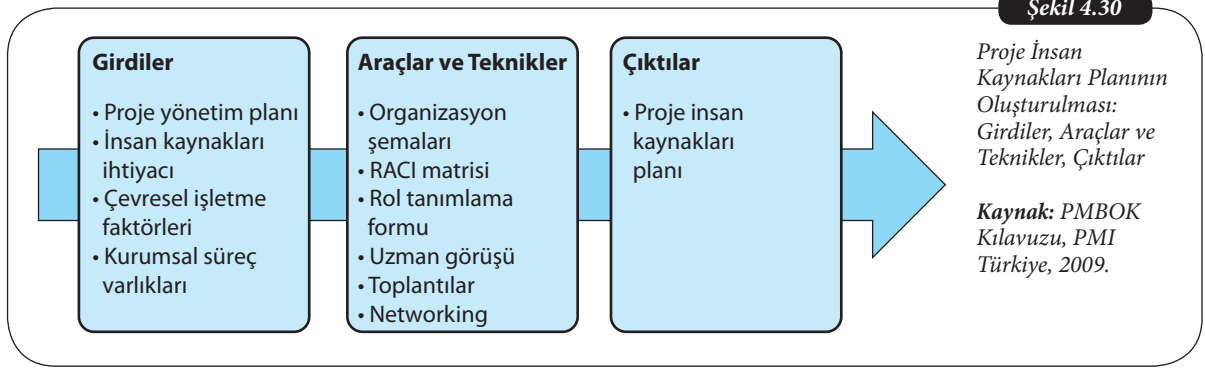 Şekil 4.30
Girdiler
• Proje yönetim planı
• İnsan kaynakları
ihtiyacı
• Çevresel işletme
faktörleri
• Kurumsal süreç
varlıkları
Araçlar ve Teknikler
• Organizasyon
şemaları
• RACI matrisi
• Rol tanımlama
formu
• Uzman görüşü
• Toplantılar
• Networking
Çıktılar
• Proje insan
kaynakları
planı
Proje İnsan
Kaynakları Planının
Oluşturulması:
Girdiler, Araçlar ve
Teknikler, Çıktılar
Kaynak: PMBOK
Kılavuzu, PMI
Türkiye, 2009.